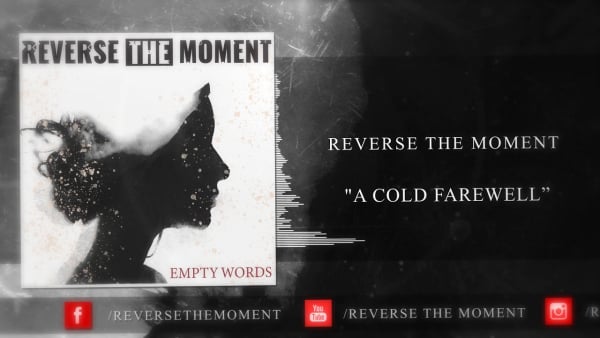 REVERSE THE MOMENT
EMPTY WORDS
REVERSE THE MOMENT
"A COLD FAREWELL”
/REVERSETHEMOMENT
You
Tube
/REVERSE THE MOMENT
/R